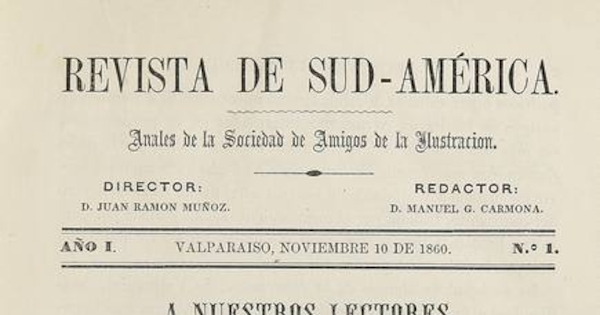 REVISTA DE SUD-AMÉRICA.
Anales de la Sociedad de Amigos de la Ilustracion.
DIRECTOR: REDACTOR:
D. JUAN RAMON MUÑOZ. D. MANUEL G. CARMONA.
AÑO I. VALPARAISO, NOVIEMBRE 10 DE 1860. N.° 1.
A NUESTROS LECTORES